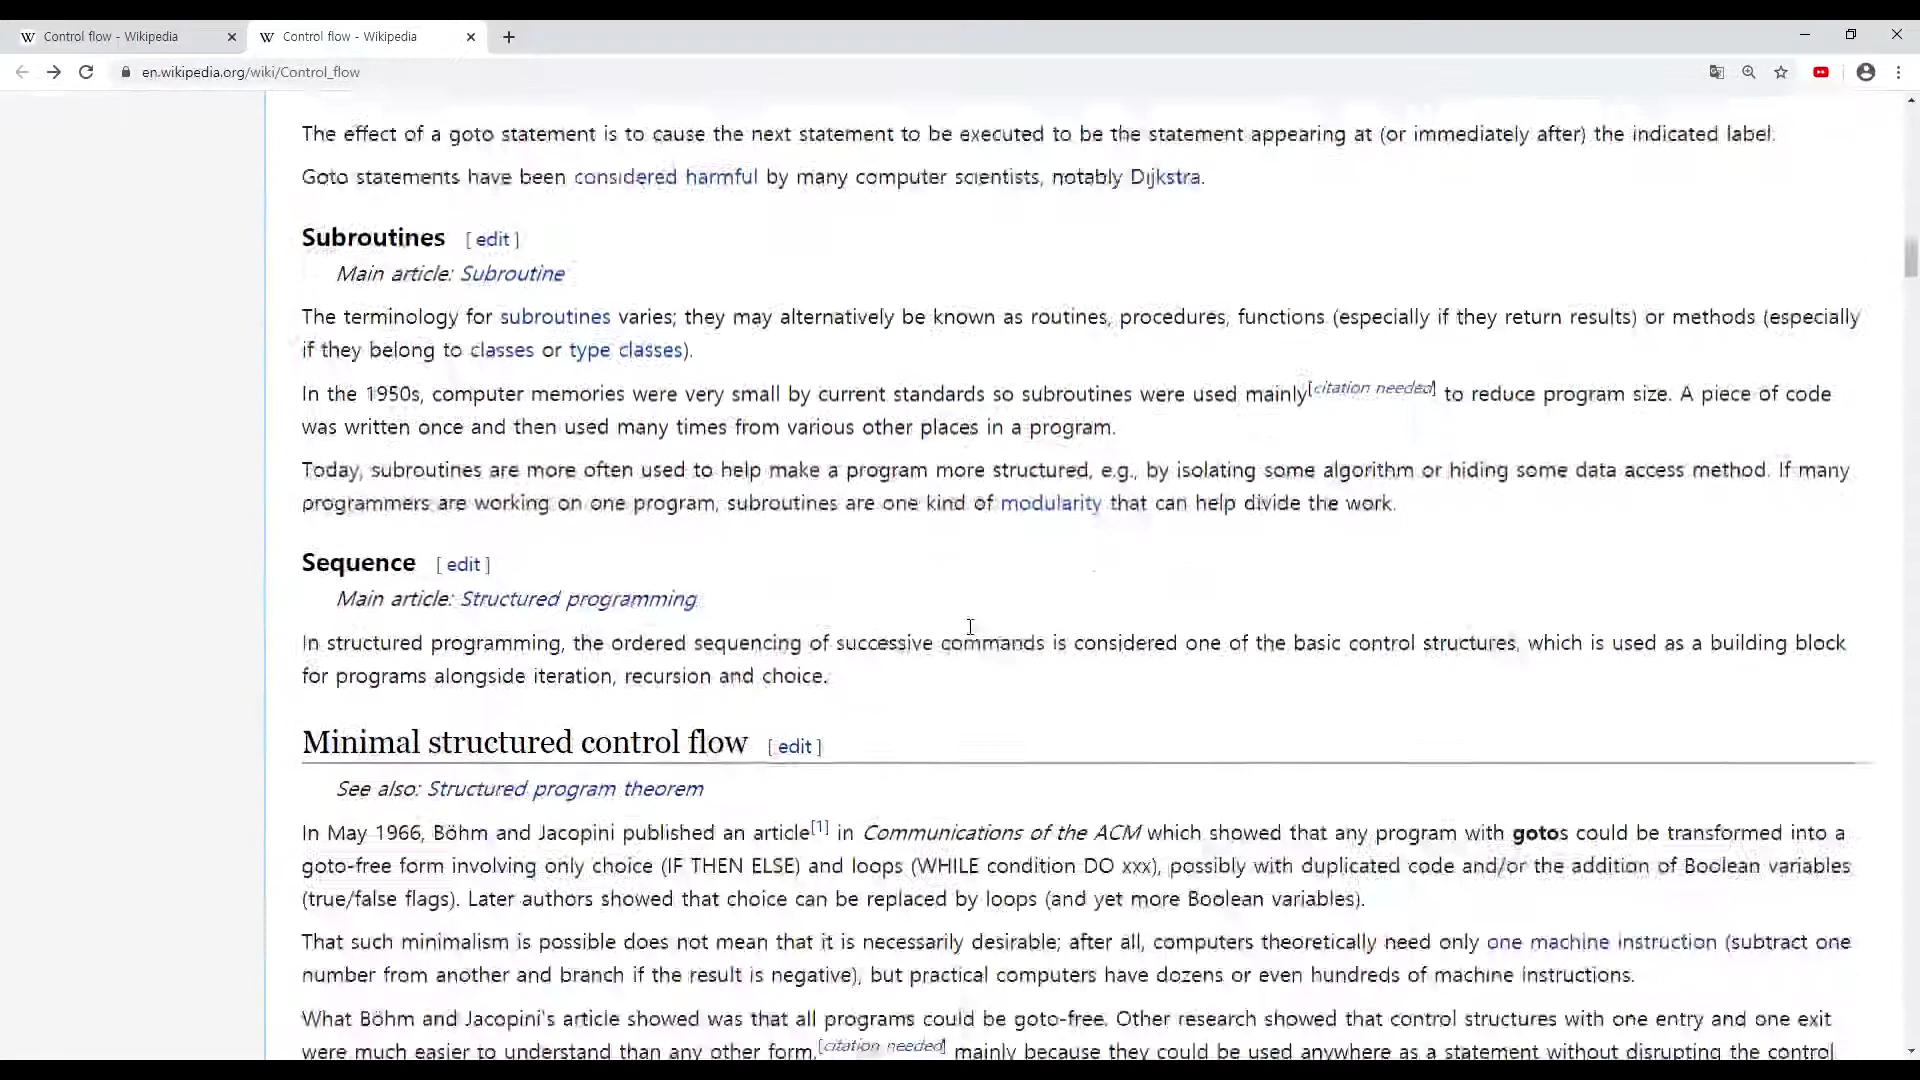 Control flow - Wikipedia
Control flow - Wikipedia
en.wikipedia.org/wiki/Control_flow
The effect of a goto statement is to cause the next statement to be executed to be the statement appearing at (or immediately after) the indicated label.
Goto statements have been considered harmful by many computer scientists, notably Dijkstra.
Subroutines [ edit ]
Main article: Subroutine
The terminology for subroutines varies; they may alternatively be known as routines, procedures, functions (especially if they return results) or methods (especially
if they belong to classes or type classes).
In the 1950s, computer memories were very small by current standards so subroutines were used mainly[citation needed] to reduce program size. A piece of code
was written once and then used many times from various other places in a program.
Today, subroutines are more often used to help make a program more structured, e.g., by isolating some algorithm or hiding some data access method. If many
programmers are working on one program, subroutines are one kind of modularity that can help divide the work.
Sequence [ edit ]
Main article: Structured programming
In structured programming, the ordered sequencing of successive commands is considered one of the basic control structures, which is used as a building block
for programs alongside iteration, recursion and choice.
Minimal structured control flow [ edit ]
See also: Structured program theorem
In May 1966, Böhm and Jacopini published an article[1] in Communications of the ACM which showed that any program with gotos could be transformed into a
goto-free form involving only choice (IF THEN ELSE) and loops (WHILE condition DO xxx), possibly with duplicated code and/or the addition of Boolean variables
(true/false flags). Later authors showed that choice can be replaced by loops (and yet more Boolean variables).
That such minimalism is possible does not mean that it is necessarily desirable; after all, computers theoretically need only one machine instruction (subtract one
number from another and branch if the result is negative), but practical computers have dozens or even hundreds of machine instructions.
What Böhm and Jacopini's article showed was that all programs could be goto-free. Other research showed that control structures with one entry and one exit
were much easier to understand than any other form,[citation needed] mainly because they could be used anywhere as a statement without disrupting the control